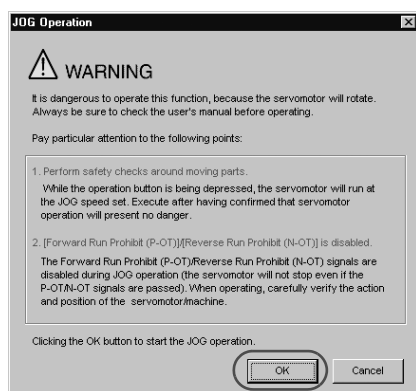 JOG Operation
WARNING
It is dangerous to operate this function, because the servomotor will rotate.
Always be sure to check the user's manual before operating.
Pay particular attention to the following points:
1. Perform safety checks around moving parts.
While the operation button is being depressed, the servomotor will run at
the JOG speed set. Execute after having confirmed that servomotor
operation will present no danger.
2. [Forward Run Prohibit (P-OT)]/[Reverse Run Prohibit (N-OT)] is disabled.
The Forward Run Prohibit (P-OT)/Reverse Run Prohibit (N-OT) signals are
disabled during JOG operation (the servomotor will not stop even if the
P-OT/N-OT signals are passed). When operating, carefully verify the action
and position of the servomotor/machine.
Clicking the OK button to start the JOG operation.
OK
Cancel